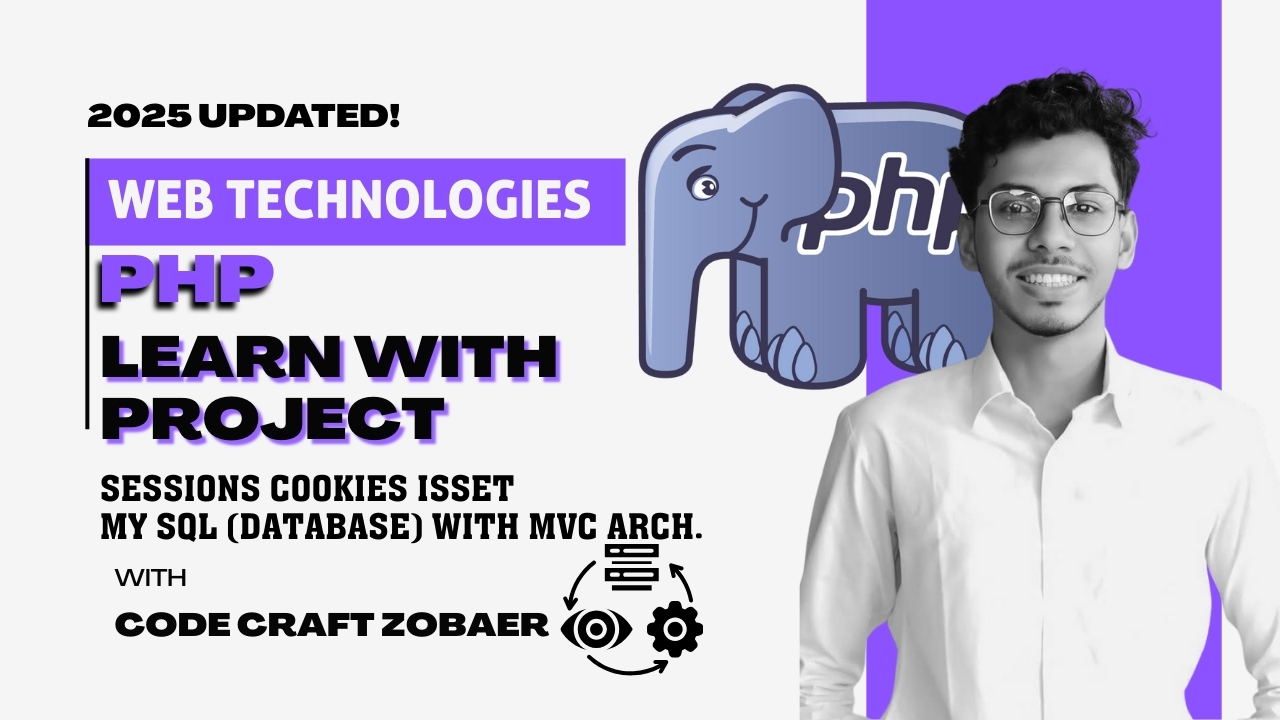 2025 UPDATED!
WEB TECHNOLOGIES
PHP
LEARN WITH
PROJECT
SESSIONS COOKIES ISSET
MY SQL (DATABASE) WITH MVC ARCH.
WITH
CODE CRAFT ZOBAER
php